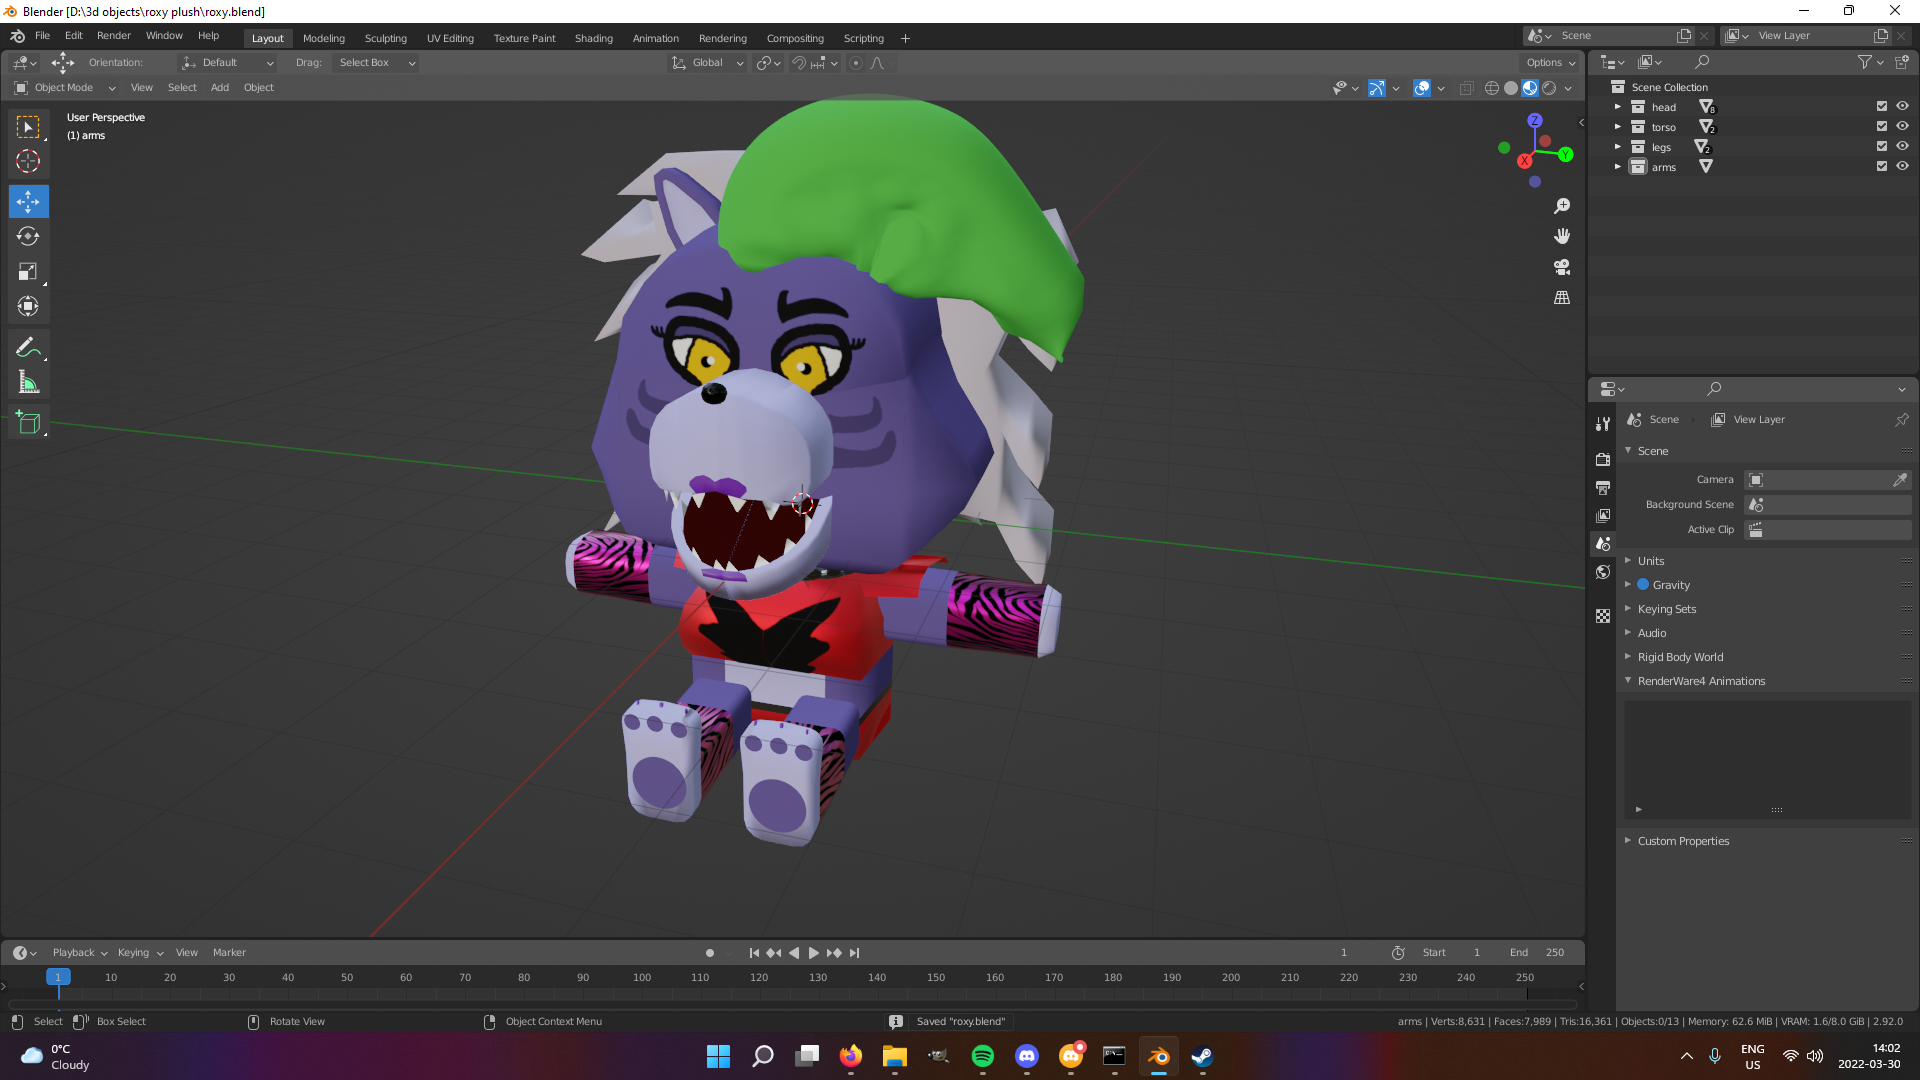 Blender [D:\3d objects\roxy plush\roxy.blend]
File Edit Render Window Help Layout Modeling Sculpting UV Editing Texture Paint Shading Animation Rendering Compositing Scripting + Scene View Layer
Orientation: Default Drag: Select Box Global Options
Object Mode View Select Add Object
User Perspective
(1) arms
Z
Y
X
Scene Collection
head 8
torso 2
legs 2
arms
Scene View Layer
Scene
Camera
Background Scene
Active Clip
Units
Gravity
Keying Sets
Audio
Rigid Body World
RenderWare4 Animations
Custom Properties
Playback Keying View Marker 1 Start 1 End 250
1 10 20 30 40 50 60 70 80 90 100 110 120 130 140 150 160 170 180 190 200 210 220 230 240 250
Select Box Select Rotate View Object Context Menu Saved "roxy.blend" arms | Verts:8,631 | Faces:7,989 | Tris:16,361 | Objects:0/13 | Memory: 62.6 MiB | VRAM: 1.6/8.0 GiB | 2.92.0
0°C
Cloudy
ENG
US
14:02
2022-03-30